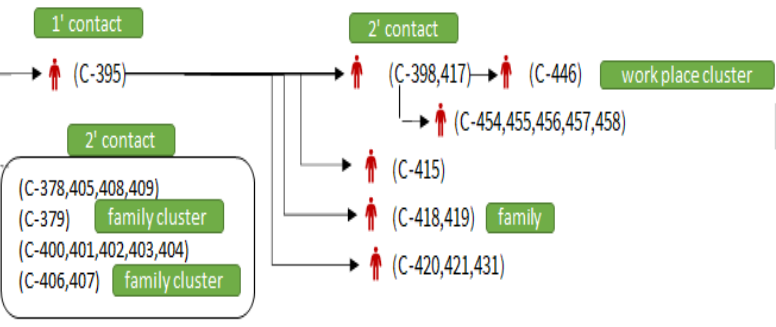 1' contact
2' contact
(C-395)
(C-398,417)
(C-446)
work place cluster
(C-454,455,456,457,458)
(C-415)
(C-418,419)
family
(C-420,421,431)
2' contact
(C-378,405,408,409)
(C-379)
family cluster
(C-400,401,402,403,404)
(C-406,407)
family cluster